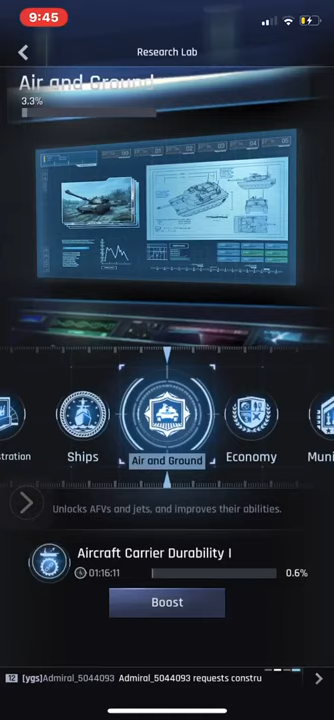 9:45
Research Lab
Air and Ground
3.3%
stration
Ships
Air and Ground
Economy
Muni
Unlocks AFVs and jets, and improves their abilities.
Aircraft Carrier Durability I
01:16:11
0.6%
Boost
12 [ygs]Admiral_5044093 Admiral_5044093 requests constru